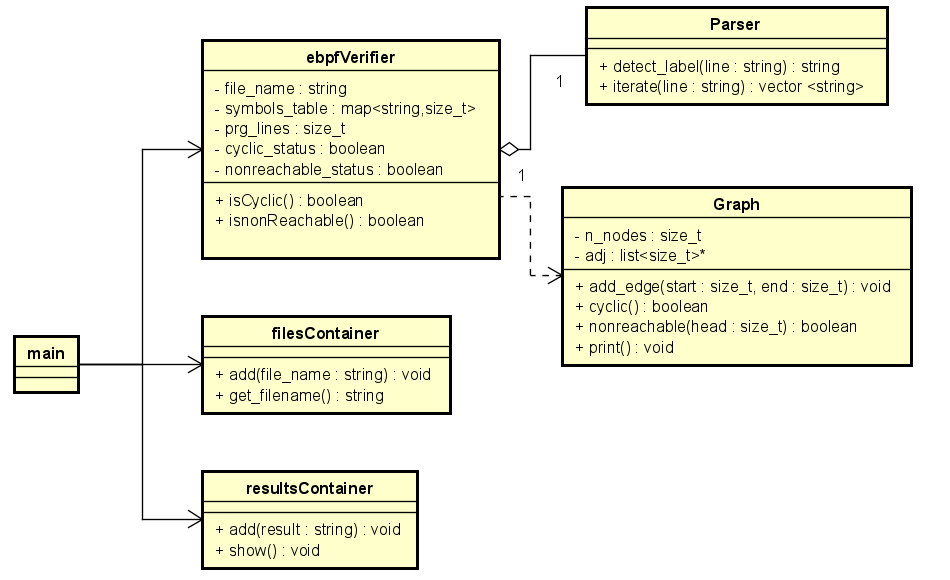 Parser
+ detect_label(line : string) : string
+ iterate(line : string) : vector <string>
1
ebpfVerifier
- file_name : string
- symbols_table : map<string,size_t>
- prg_lines : size_t
- cyclic_status : boolean
- nonreachable_status : boolean
+ isCyclic() : boolean
+ isnonReachable() : boolean
1
Graph
- n_nodes : size_t
- adj : list<size_t>*
+ add_edge(start : size_t, end : size_t) : void
+ cyclic() : boolean
+ nonreachable(head : size_t) : boolean
+ print() : void
main
filesContainer
+ add(file_name : string) : void
+ get_filename() : string
resultsContainer
+ add(result : string) : void
+ show() : void